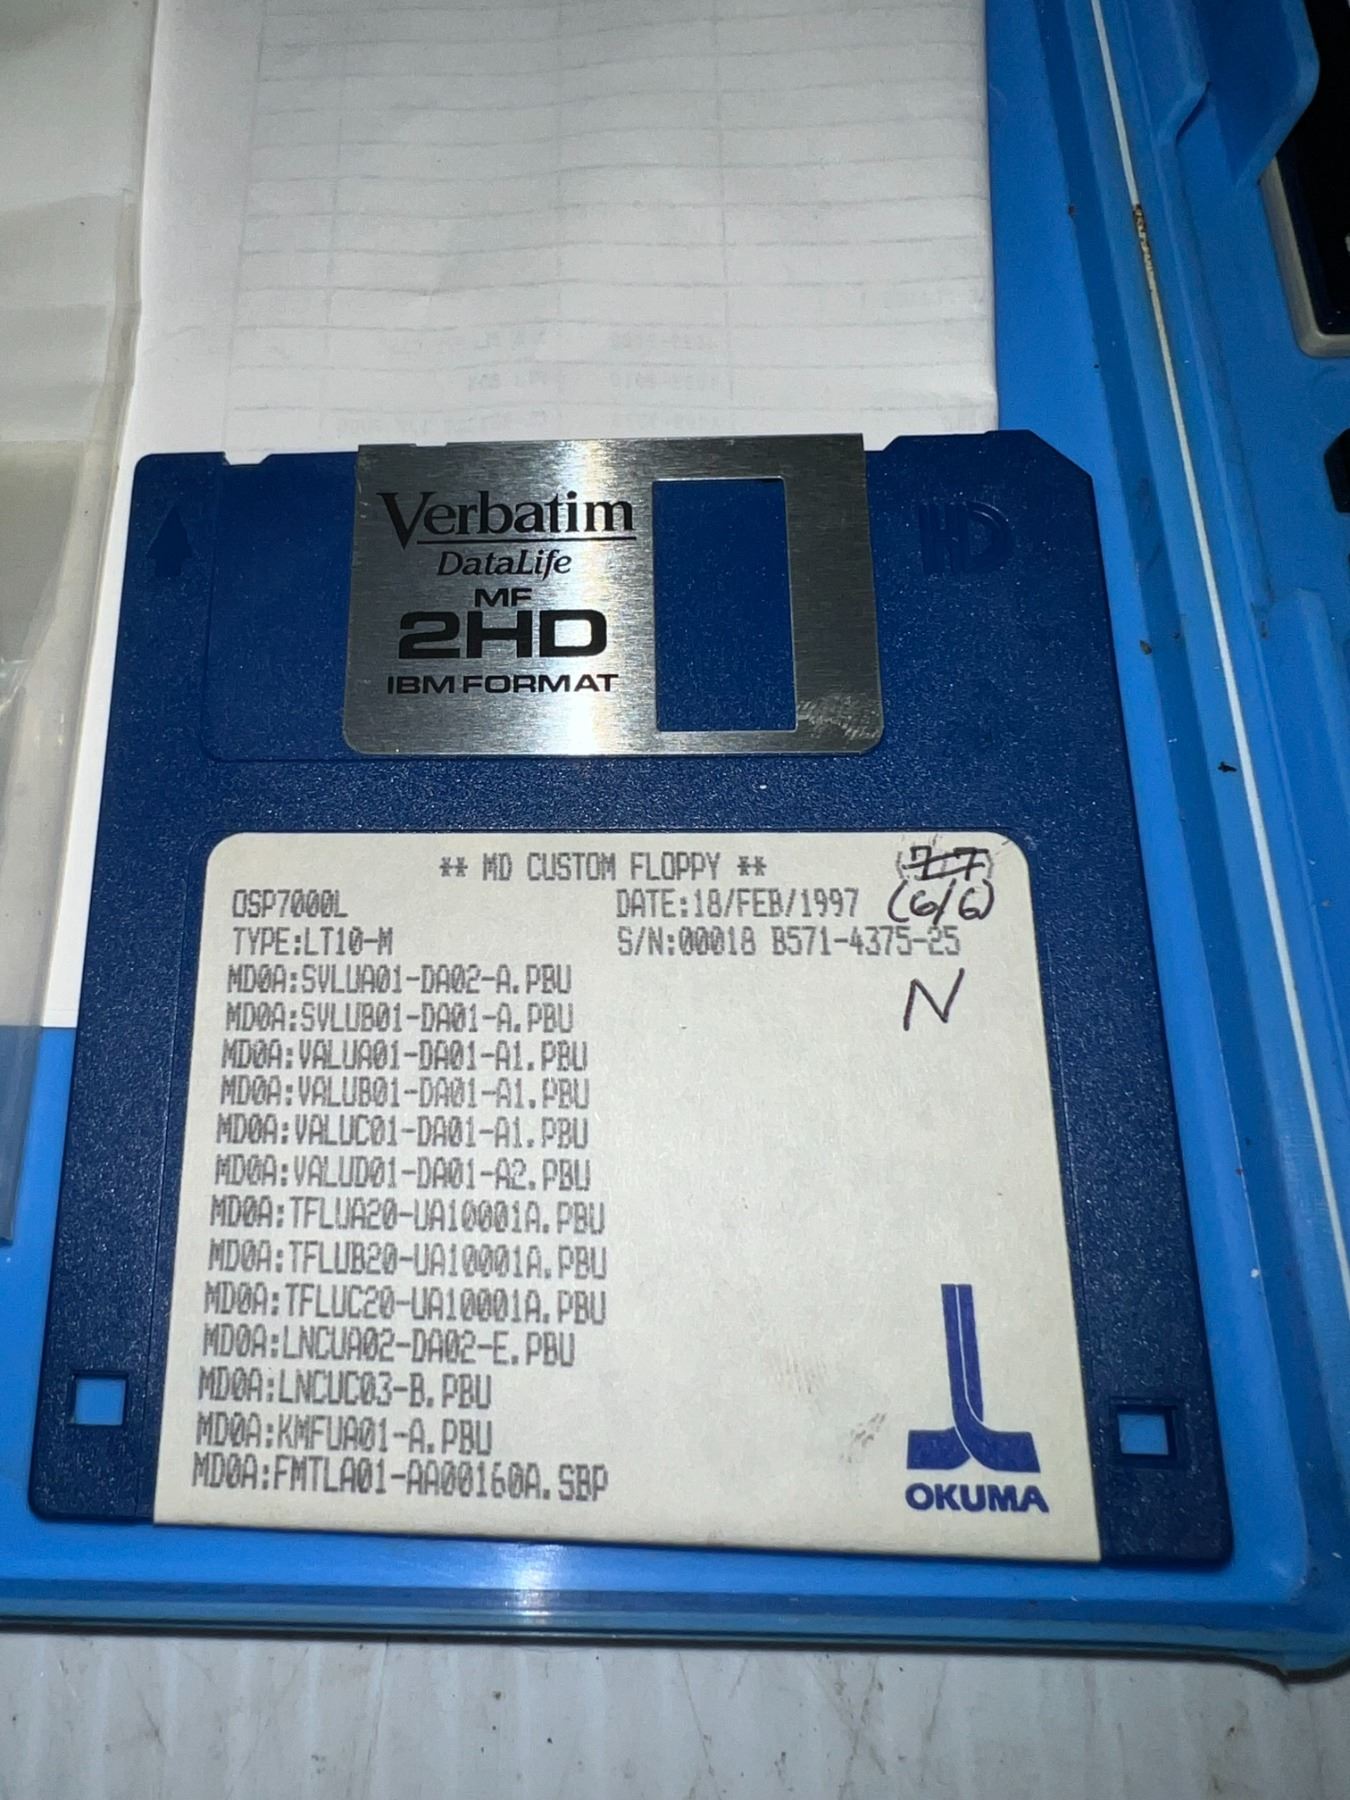 HD
Verbatim
DataLife
MF
2HD
IBM FORMAT
** MD CUSTOM FLOPPY **
OSP7000L DATE:18/FEB/1997 (6/6)
TYPE:LT10-M S/N:00018 B571-4375-25
N
MD0A:SVLUA01-DA02-A.PBU
MD0A:SVLUB01-DA01-A.PBU
MD0A:VALUA01-DA01-A1.PBU
MD0A:VALUB01-DA01-A1.PBU
MD0A:VALUC01-DA01-A1.PBU
MD0A:VALUD01-DA01-A2.PBU
MD0A:TFLUA20-UA10001A.PBU
MD0A:TFLUB20-UA10001A.PBU
MD0A:TFLUC20-UA10001A.PBU
MD0A:LNCUA02-DA02-E.PBU
MD0A:LNCUC03-B.PBU
MD0A:KMFUA01-A.PBU
MD0A:FMTLA01-AA00160A.SBP
OKUMA